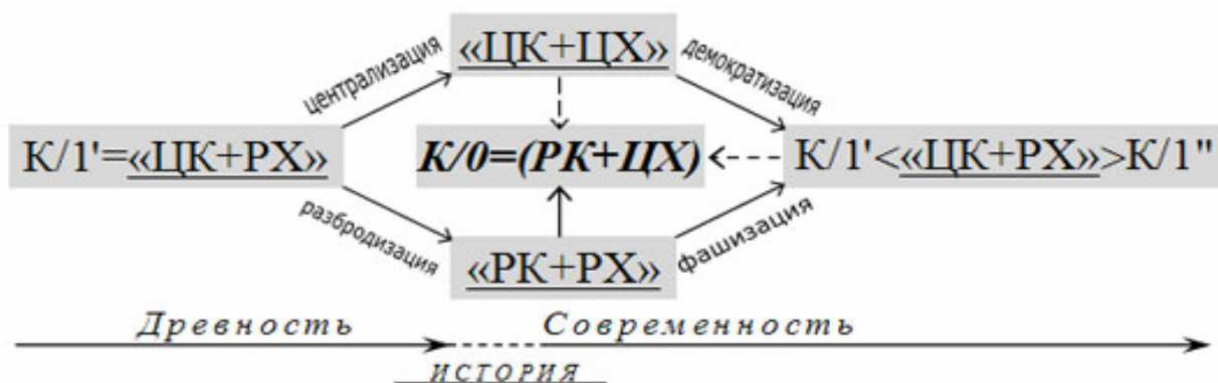 централизация
«ЦК+ЦХ»
демократизация
К/1'=«ЦК+РХ»
К/0=(РК+ЦХ)
К/1'<«ЦК+РХ»>К/1"
разбродизация
«РК+РХ»
фашизация
Древность
Современность
ИСТОРИЯ